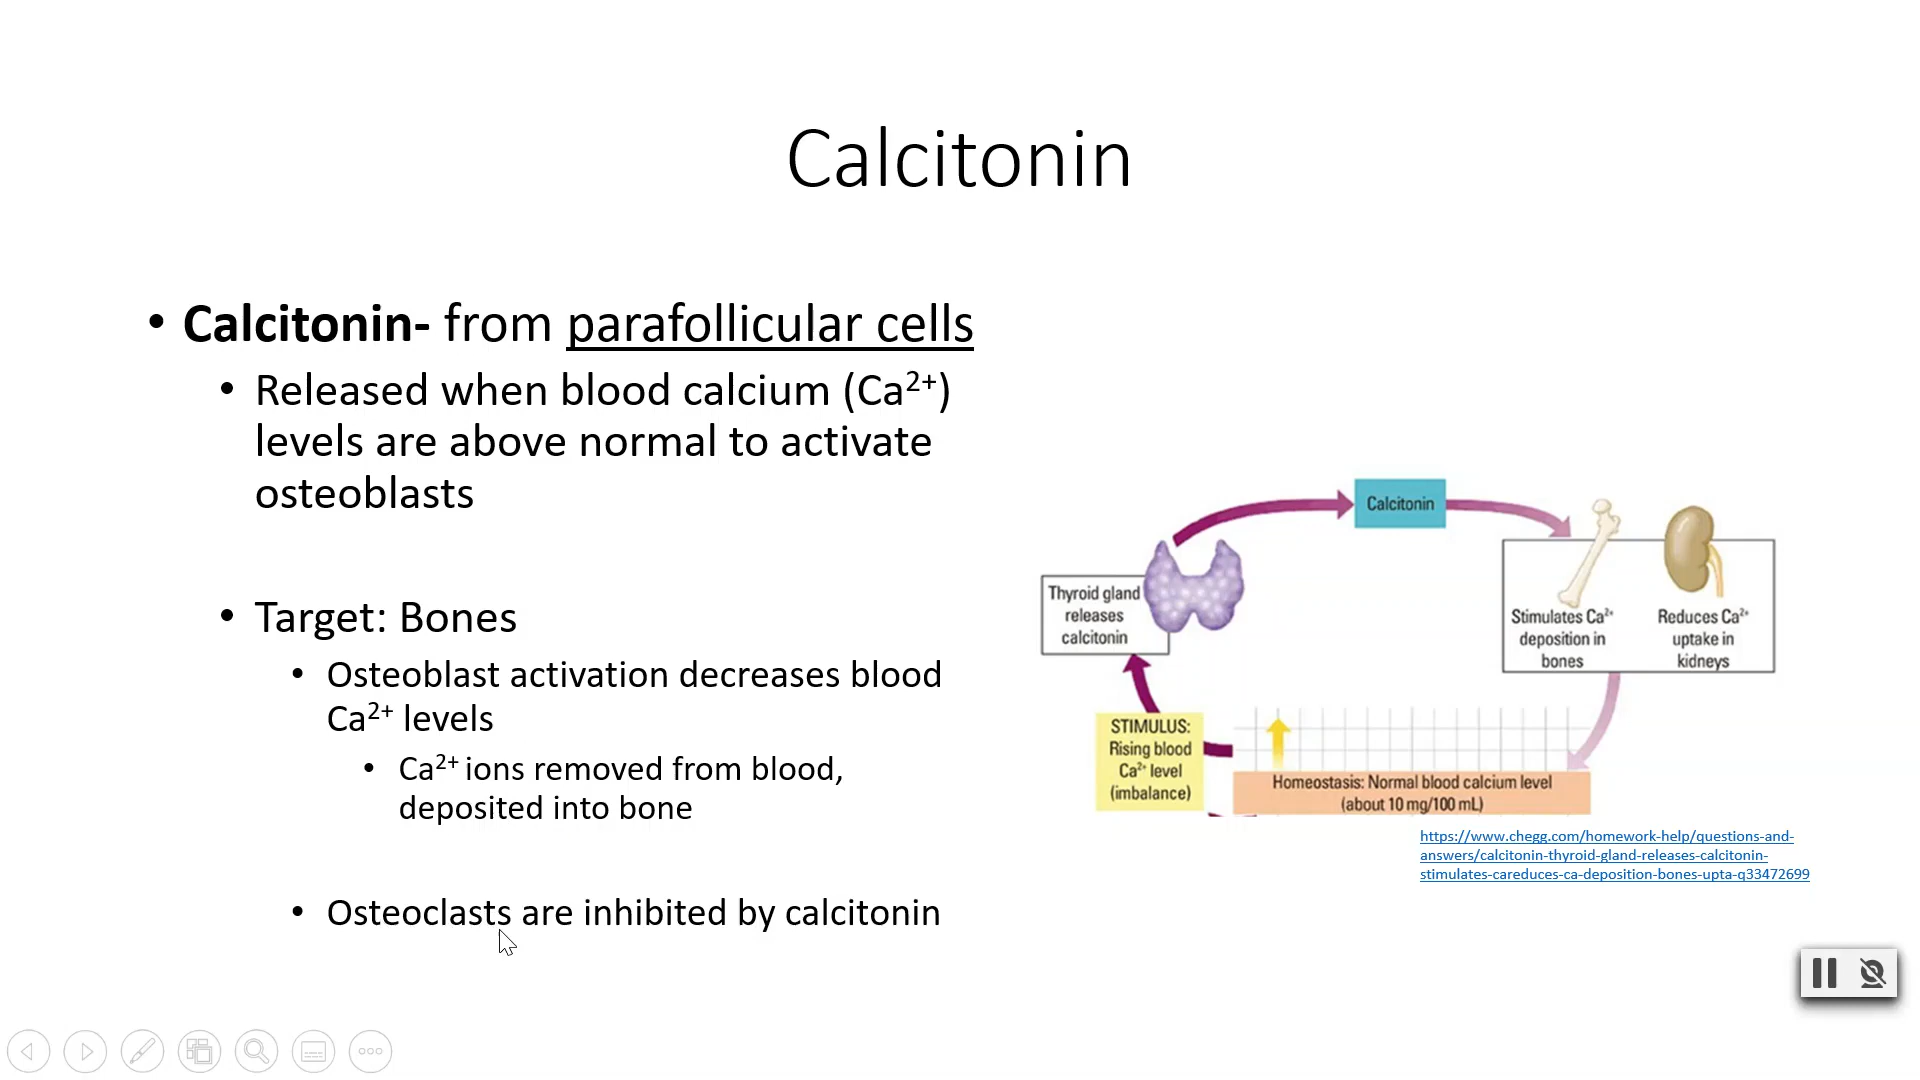 Calcitonin
• Calcitonin- from parafollicular cells
• Released when blood calcium (Ca²⁺)
levels are above normal to activate
osteoblasts
• Target: Bones
• Osteoblast activation decreases blood
Ca²⁺ levels
• Ca²⁺ ions removed from blood,
deposited into bone
• Osteoclasts are inhibited by calcitonin
Calcitonin
Thyroid gland
releases
calcitonin
Stimulates Ca²⁺
deposition in
bones
Reduces Ca²⁺
uptake in
kidneys
STIMULUS:
Rising blood
Ca²⁺ level
(imbalance)
Homeostasis: Normal blood calcium level
(about 10 mg/100 mL)
https://www.chegg.com/homework-help/questions-and-
answers/calcitonin-thyroid-gland-releases-calcitonin-
stimulates-careduces-ca-deposition-bones-upta-q33472699